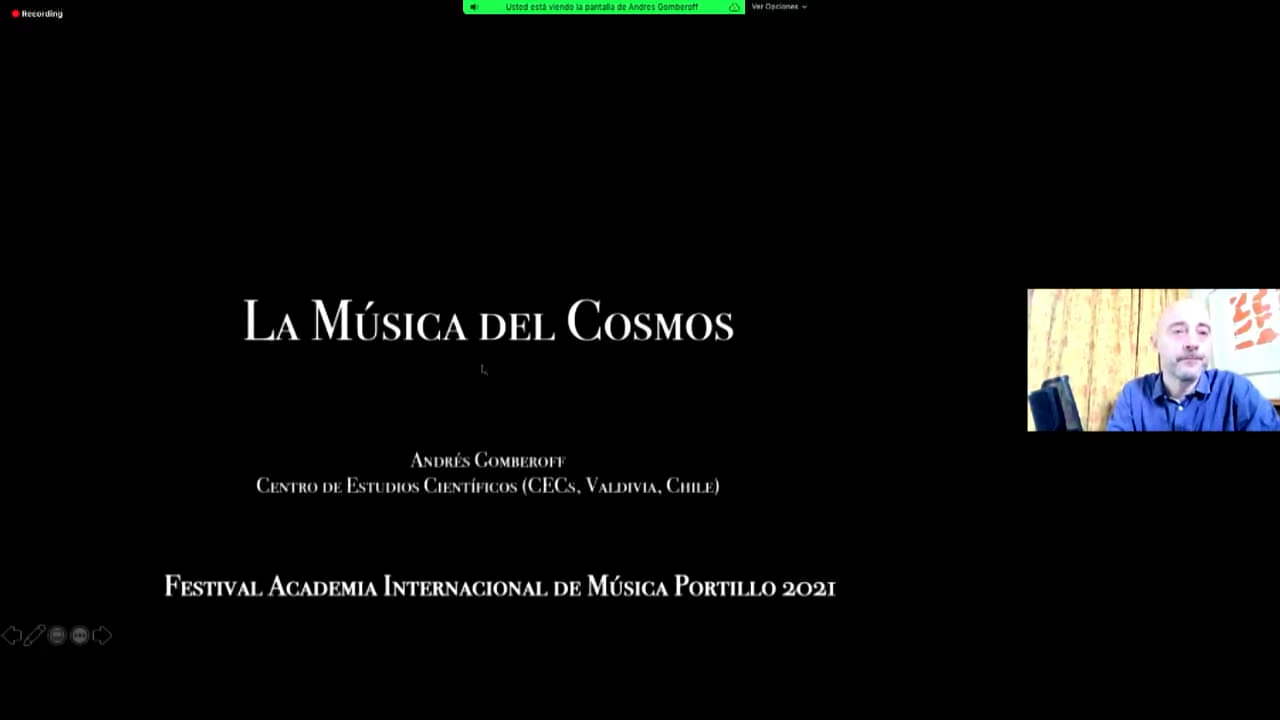 Recording
Usted está viendo la pantalla de Andres Gomberoff
Ver Opciones
La Música del Cosmos
Andrés Gomberoff
Centro de Estudios Científicos (CECs, Valdivia, Chile)
Festival Academia Internacional de Música Portillo 2021